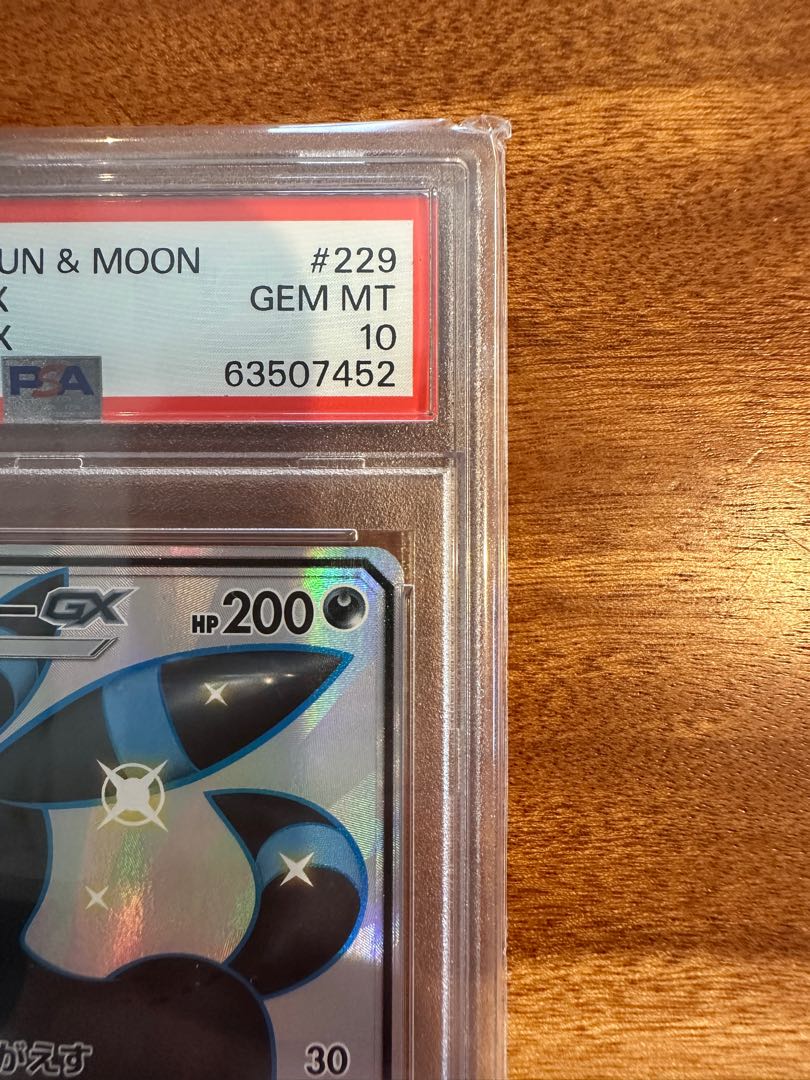 UN & MOON #229
X GEM MT
X 10
PSA 63507452
GX HP200
がえす 30